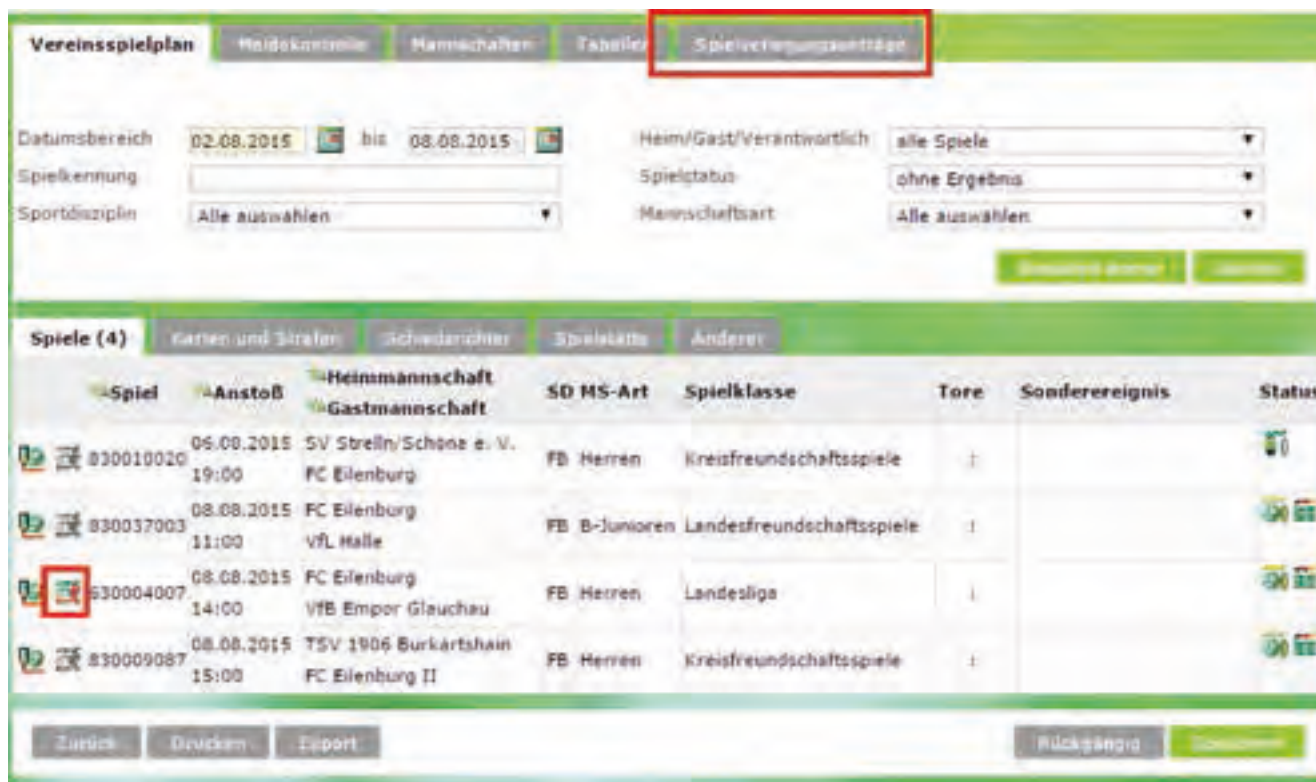 Vereinsspielplan Meldekontrolle Mannschaften Tabellen Spielverlegungsanträge
Datumsbereich 02.08.2015 bis 08.08.2015 Heim/Gast/Verantwortlich alle Spiele
Spielkennung Spielstatus ohne Ergebnis
Sportdisziplin Alle auswählen Mannschaftsart Alle auswählen
Spiele (4) Karten und Strafen Schiedsrichter Spielstätte
Spiel Anstoß Heimmannschaft Gastmannschaft SD MS-Art Spielklasse Tore Sonderereignis Status
830010020 06.08.2015 SV Strelln/Schöna e. V. FB Herren Kreisfreundschaftsspiele :
19:00 FC Eilenburg
830037003 08.08.2015 FC Eilenburg FB B-Junioren Landesfreundschaftsspiele :
11:00 VfL Halle
630004007 08.08.2015 FC Eilenburg FB Herren Landesliga :
14:00 VfB Empor Glauchau
830009087 08.08.2015 TSV 1906 Burkartshain FB Herren Kreisfreundschaftsspiele :
15:00 FC Eilenburg II
Zurück Drucken Export Rückgängig